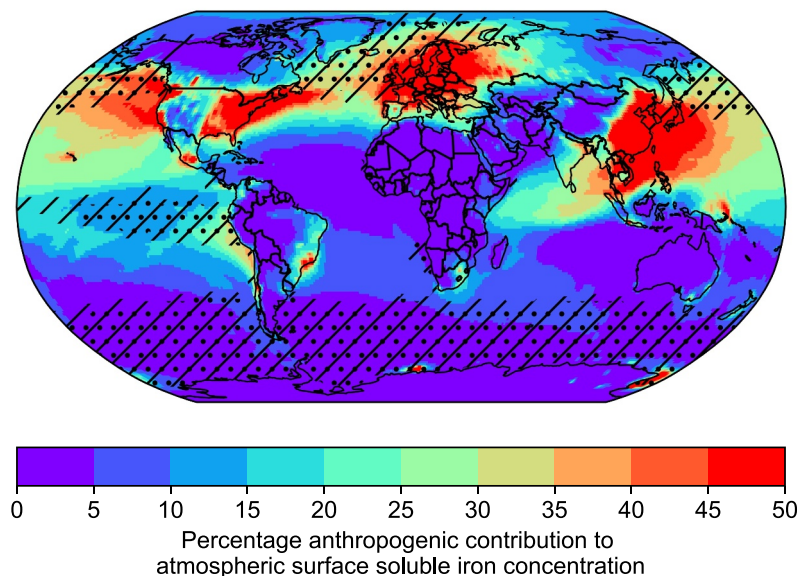 0 5 10 15 20 25 30 35 40 45 50
Percentage anthropogenic contribution to
atmospheric surface soluble iron concentration